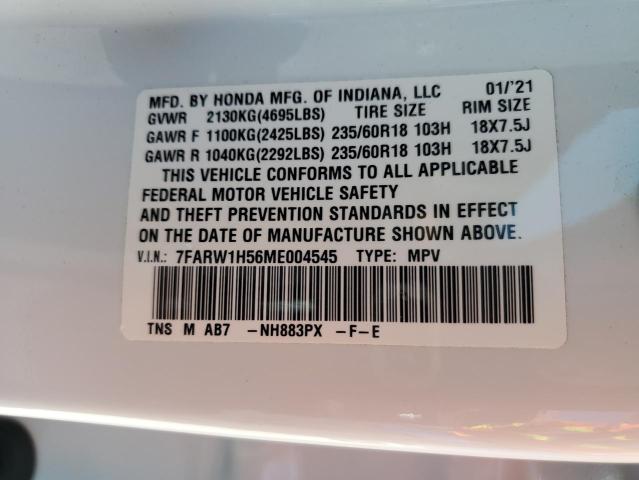 MFD. BY HONDA MFG. OF INDIANA, LLC 01/'21
GVWR 2130KG(4695LBS) TIRE SIZE RIM SIZE
GAWR F 1100KG(2425LBS) 235/60R18 103H 18X7.5J
GAWR R 1040KG(2292LBS) 235/60R18 103H 18X7.5J
THIS VEHICLE CONFORMS TO ALL APPLICABLE
FEDERAL MOTOR VEHICLE SAFETY
AND THEFT PREVENTION STANDARDS IN EFFECT
ON THE DATE OF MANUFACTURE SHOWN ABOVE.
V.I.N.: 7FARW1H56ME004545 TYPE: MPV
TNS M AB7 -NH883PX -F-E